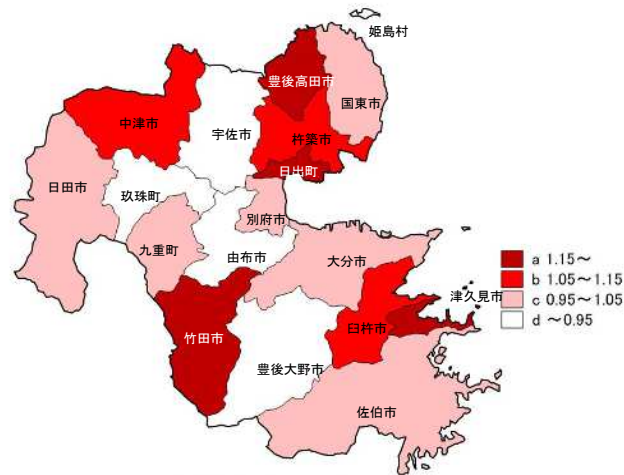 姫島村
豊後高田市
国東市
中津市
宇佐市
杵築市
日出町
日田市
玖珠町
別府市
九重町
由布市
大分市
a 1.15～
b 1.05～1.15
c 0.95～1.05
d ～0.95
津久見市
臼杵市
竹田市
豊後大野市
佐伯市